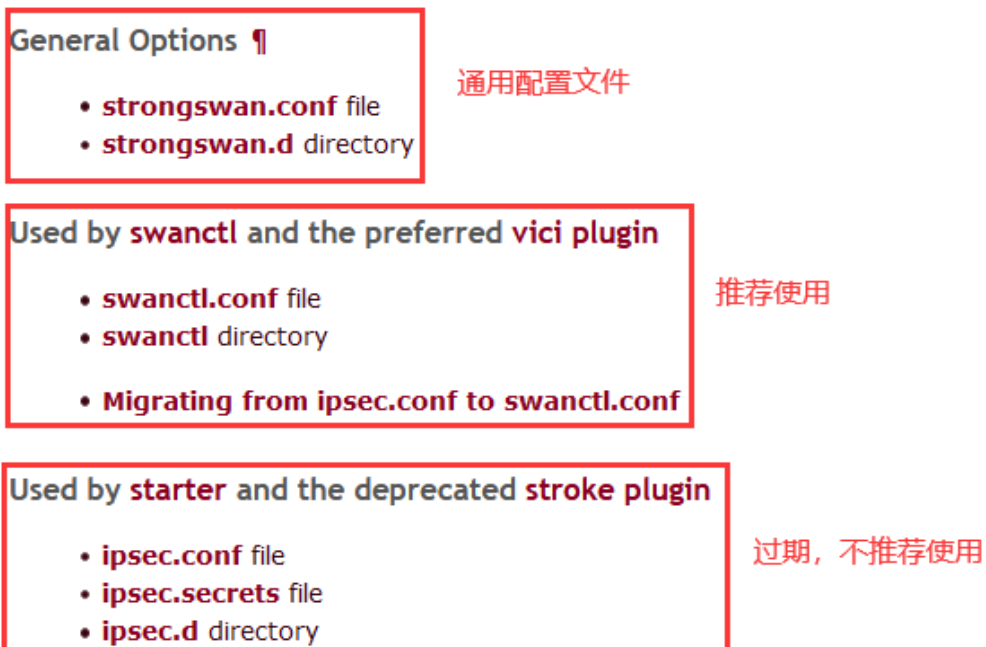 General Options ¶
通用配置文件
strongswan.conf file
strongswan.d directory
Used by swanctl and the preferred vici plugin
推荐使用
swanctl.conf file
swanctl directory
Migrating from ipsec.conf to swanctl.conf
Used by starter and the deprecated stroke plugin
过期，不推荐使用
ipsec.conf file
ipsec.secrets file
ipsec.d directory